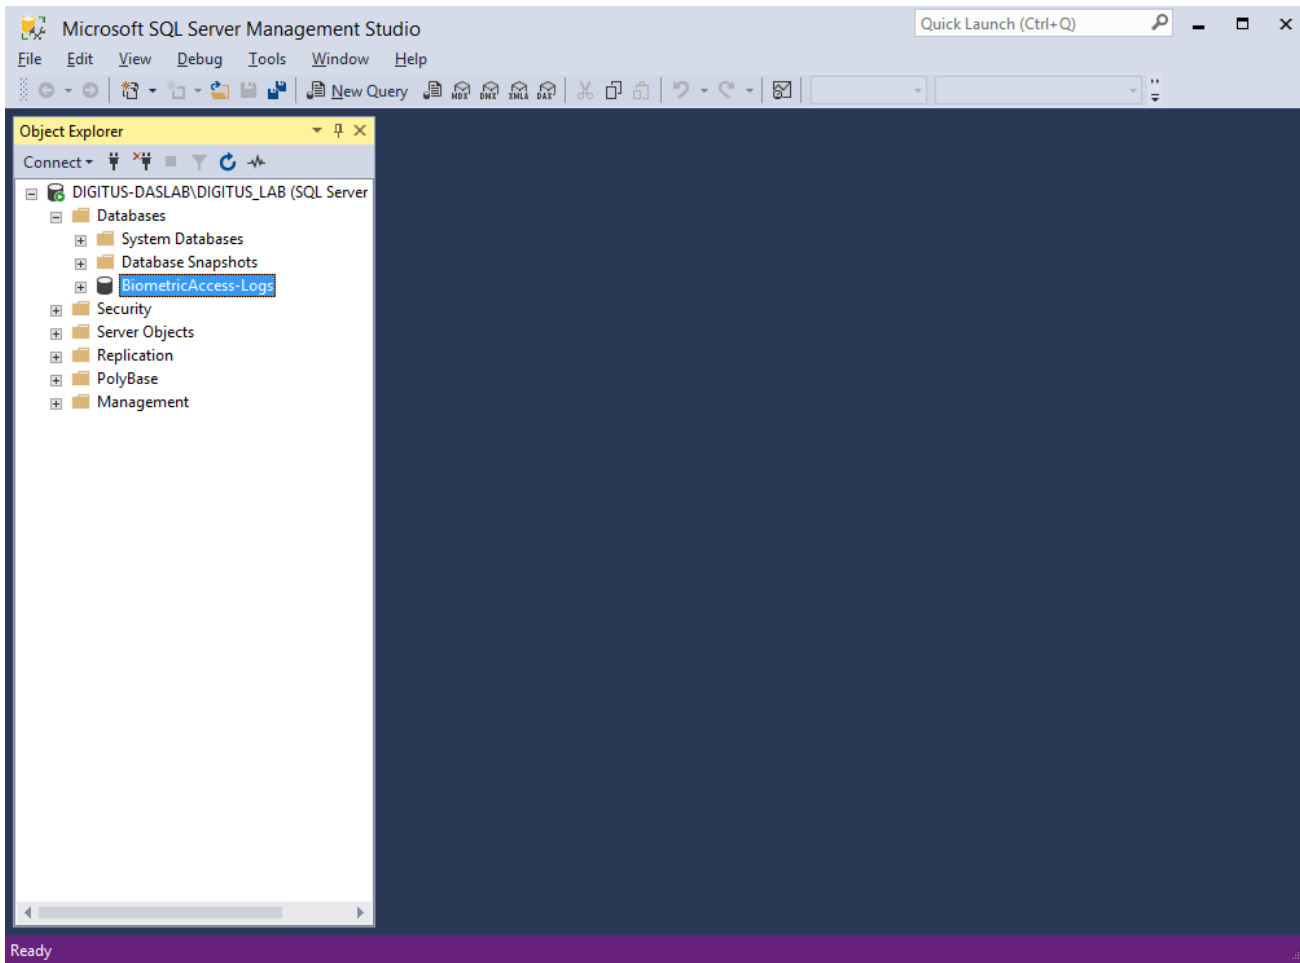 Microsoft SQL Server Management Studio
Quick Launch (Ctrl+Q)
File Edit View Debug Tools Window Help
New Query MDX DMX XMLA DAX
Object Explorer
Connect
DIGITUS-DASLAB\DIGITUS_LAB (SQL Server
Databases
System Databases
Database Snapshots
BiometricAccess-Logs
Security
Server Objects
Replication
PolyBase
Management
Ready